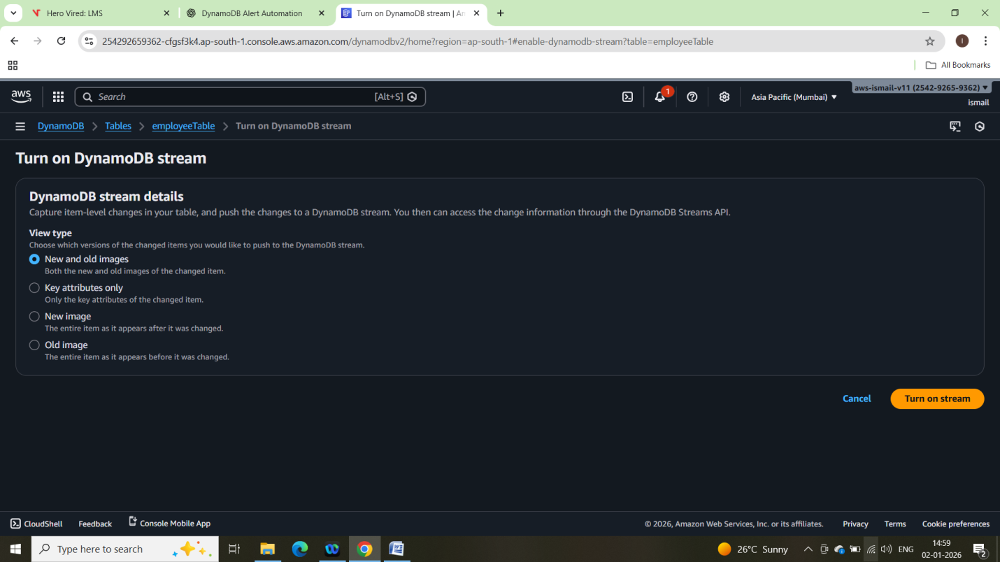 Hero Vired: LMS
DynamoDB Alert Automation
Turn on DynamoDB stream | An
254292659362-cfgsf3k4.ap-south-1.console.aws.amazon.com/dynamodbv2/home?region=ap-south-1#enable-dynamodb-stream?table=employeeTable
I
All Bookmarks
aws
Search
[Alt+S]
1
Asia Pacific (Mumbai)
aws-ismail-v11 (2542-9265-9362)
ismail
DynamoDB
Tables
employeeTable
Turn on DynamoDB stream
Turn on DynamoDB stream
DynamoDB stream details
Capture item-level changes in your table, and push the changes to a DynamoDB stream. You then can access the change information through the DynamoDB Streams API.
View type
Choose which versions of the changed items you would like to push to the DynamoDB stream.
New and old images
Both the new and old images of the changed item.
Key attributes only
Only the key attributes of the changed item.
New image
The entire item as it appears after it was changed.
Old image
The entire item as it appears before it was changed.
Cancel
Turn on stream
CloudShell
Feedback
Console Mobile App
© 2026, Amazon Web Services, Inc. or its affiliates.
Privacy
Terms
Cookie preferences
Type here to search
26°C Sunny
ENG
14:59
02-01-2026
2